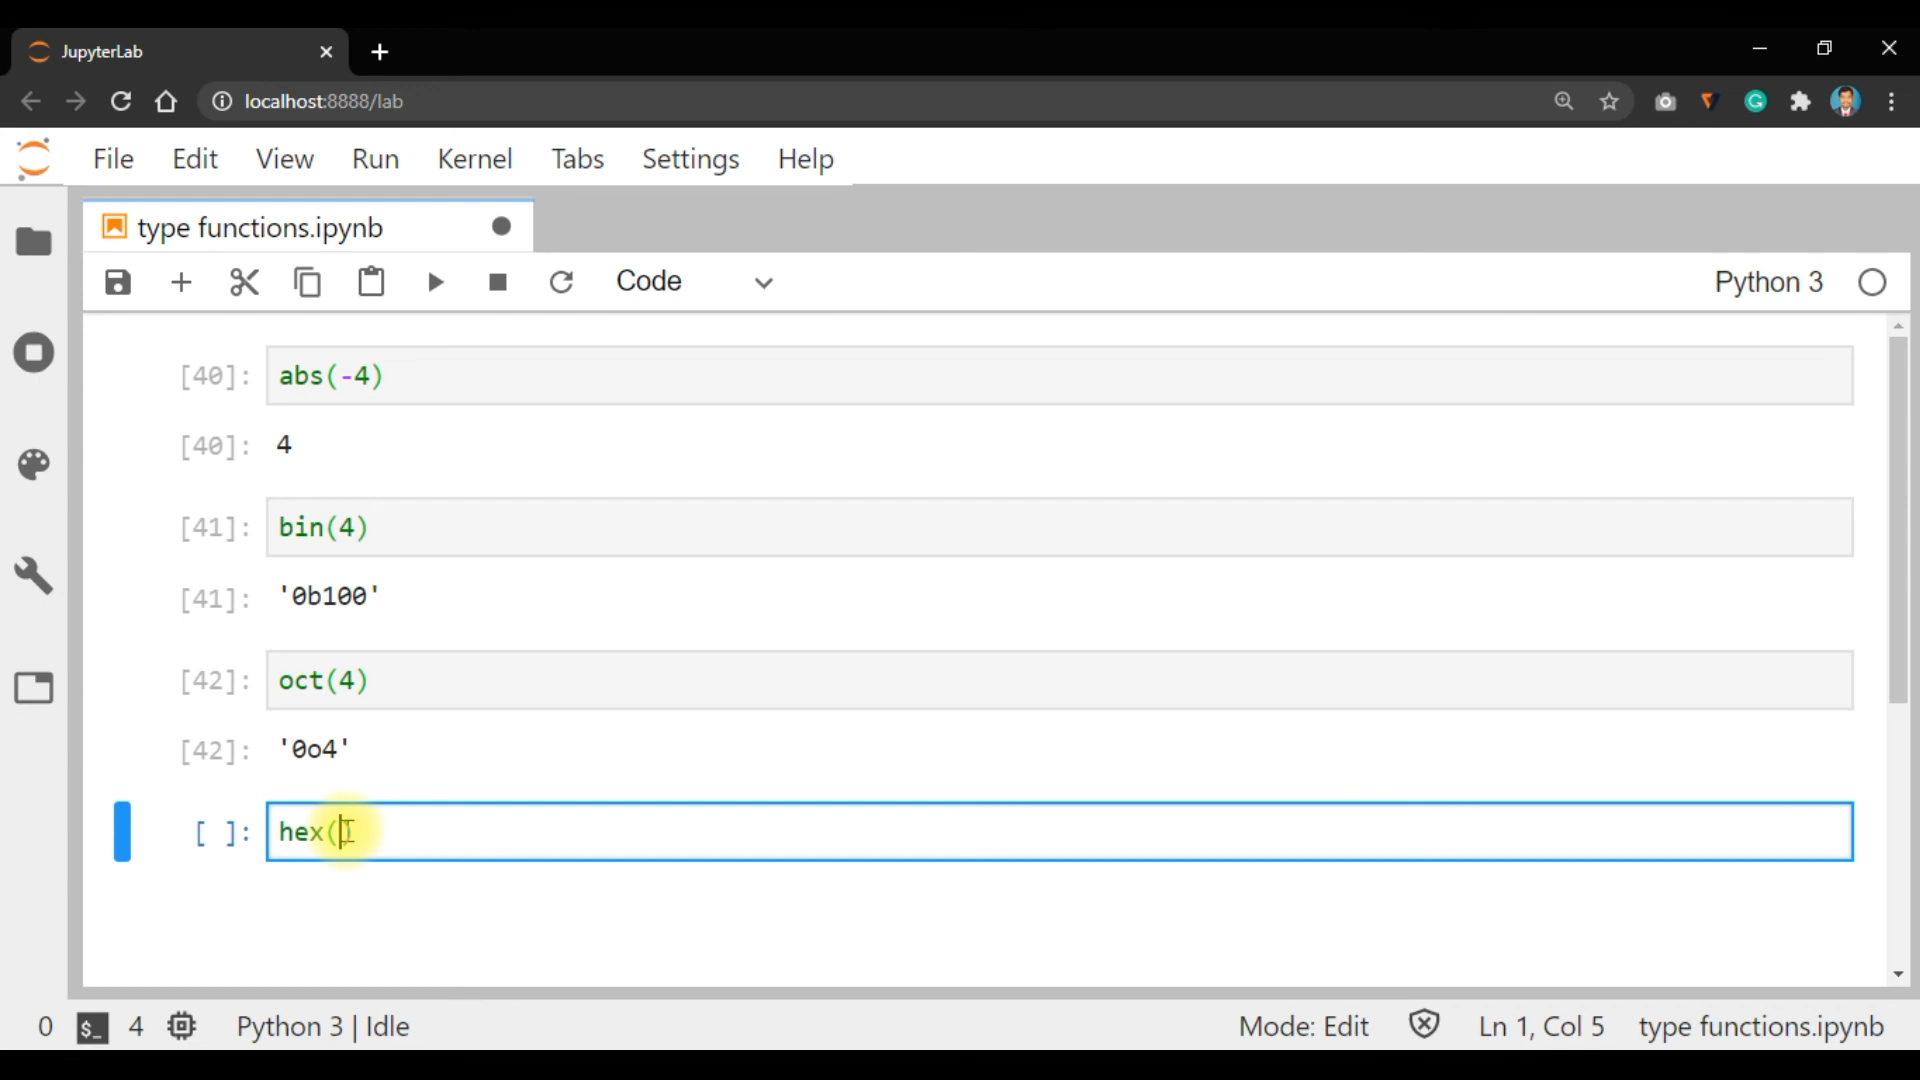 JupyterLab
localhost:8888/lab
File Edit View Run Kernel Tabs Settings Help
type functions.ipynb
Code Python 3
[40]: abs(-4)
[40]: 4
[41]: bin(4)
[41]: '0b100'
[42]: oct(4)
[42]: '0o4'
[ ]: hex()
0 $_ 4 Python 3 | Idle Mode: Edit Ln 1, Col 5 type functions.ipynb